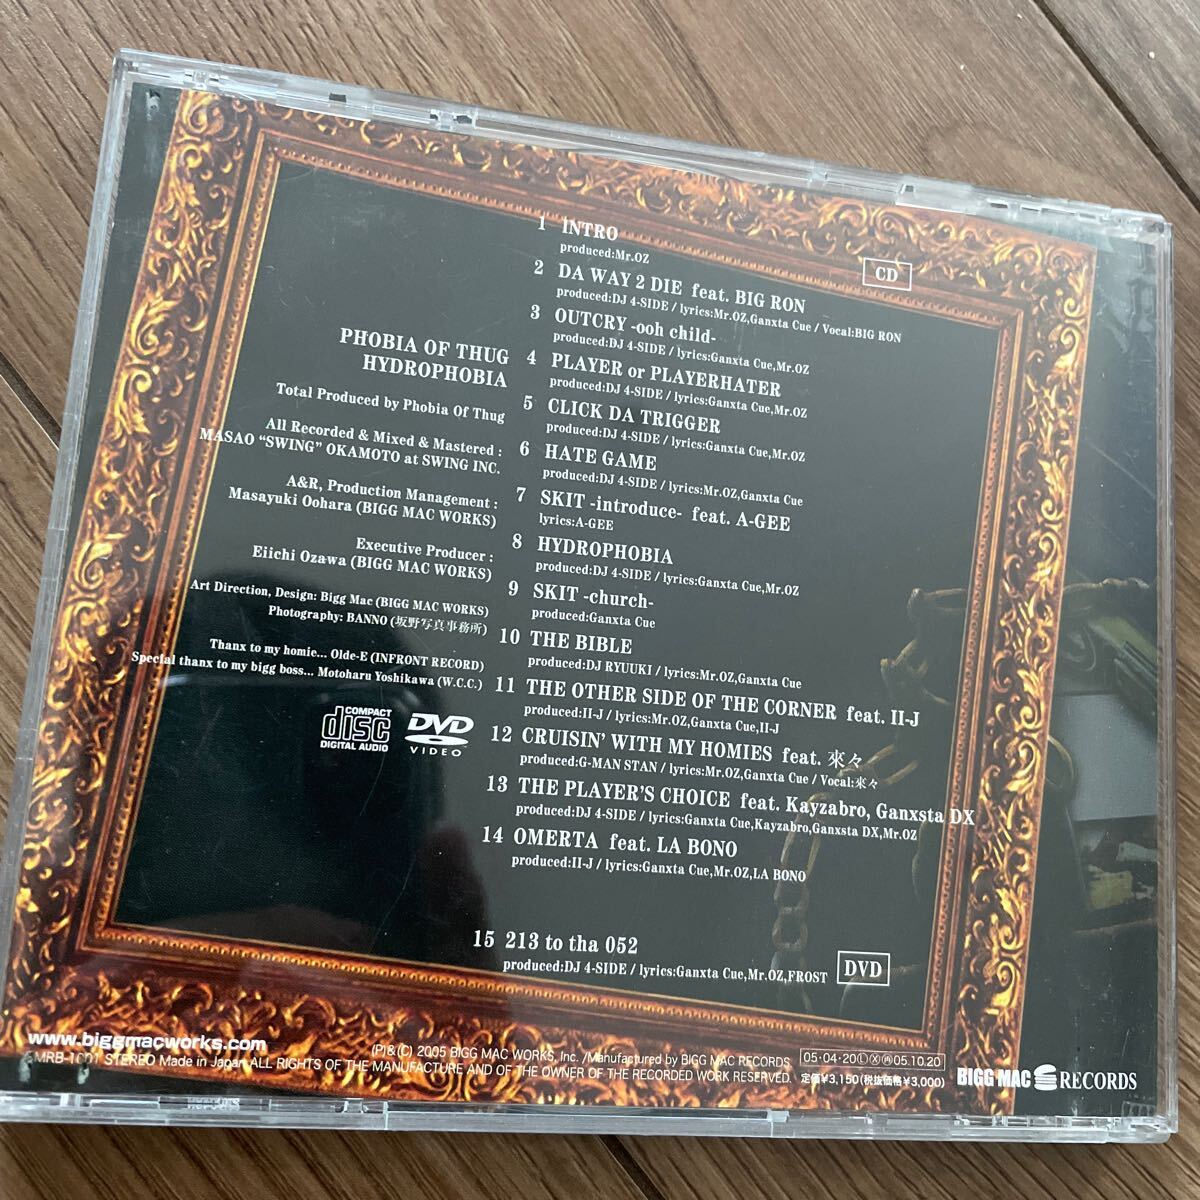 CD
1 INTRO
produced:Mr.OZ
2 DA WAY 2 DIE feat. BIG RON
produced:DJ 4-SIDE / lyrics:Mr.OZ,Ganxta Cue / Vocal:BIG RON
3 OUTCRY -ooh child-
produced:DJ 4-SIDE / lyrics:Ganxta Cue,Mr.OZ
4 PLAYER or PLAYERHATER
produced:DJ 4-SIDE / lyrics:Ganxta Cue,Mr.OZ
5 CLICK DA TRIGGER
produced:DJ 4-SIDE / lyrics:Ganxta Cue,Mr.OZ
6 HATE GAME
produced:DJ 4-SIDE / lyrics:Mr.OZ,Ganxta Cue
7 SKIT -introduce- feat. A-GEE
lyrics:A-GEE
8 HYDROPHOBIA
produced:DJ 4-SIDE / lyrics:Ganxta Cue,Mr.OZ
9 SKIT -church-
produced:Ganxta Cue
10 THE BIBLE
produced:DJ RYUUKI / lyrics:Mr.OZ,Ganxta Cue
11 THE OTHER SIDE OF THE CORNER feat. II-J
produced:II-J / lyrics:Mr.OZ,Ganxta Cue,II-J
12 CRUISIN' WITH MY HOMIES feat. 來々
produced:G-MAN STAN / lyrics:Mr.OZ,Ganxta Cue / Vocal:來々
13 THE PLAYER'S CHOICE feat. Kayzabro, Ganxsta DX
produced:DJ 4-SIDE / lyrics:Ganxta Cue,Kayzabro,Ganxsta DX,Mr.OZ
14 OMERTA feat. LA BONO
produced:II-J / lyrics:Ganxta Cue,Mr.OZ,LA BONO
15 213 to tha 052
produced:DJ 4-SIDE / lyrics:Ganxta Cue,Mr.OZ,FROST
DVD
PHOBIA OF THUG
HYDROPHOBIA
Total Produced by Phobia Of Thug
All Recorded & Mixed & Mastered :
MASAO "SWING" OKAMOTO at SWING INC.
A&R, Production Management :
Masayuki Oohara (BIGG MAC WORKS)
Executive Producer :
Eiichi Ozawa (BIGG MAC WORKS)
Art Direction, Design: Bigg Mac (BIGG MAC WORKS)
Photography: BANNO (坂野写真事務所)
Thanx to my homie... Olde-E (INFRONT RECORD)
Special thanx to my bigg boss... Motoharu Yoshikawa (W.C.C.)
COMPACT
disc
DIGITAL AUDIO
DVD
VIDEO
www.biggmacworks.com
MRB-1001 STEREO Made in Japan ALL RIGHTS OF THE MANUFACTURE AND OF THE OWNER OF THE RECORDED WORK RESERVED.
(P)&(C) 2005 BIGG MAC WORKS, Inc. /Manufactured by BIGG MAC RECORDS
05・04・20ⓁⓍ㊢05.10.20
定価¥3,150(税抜価格¥3,000)
BIGG MAC RECORDS